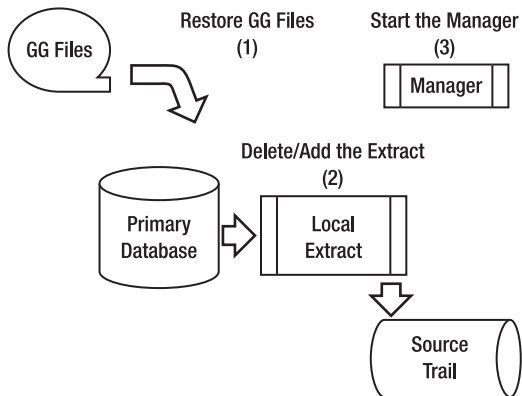 Restore GG Files
(1)
Start the Manager
(3)
GG Files
Manager
Delete/Add the Extract
(2)
Primary
Database
Local
Extract
Source
Trail